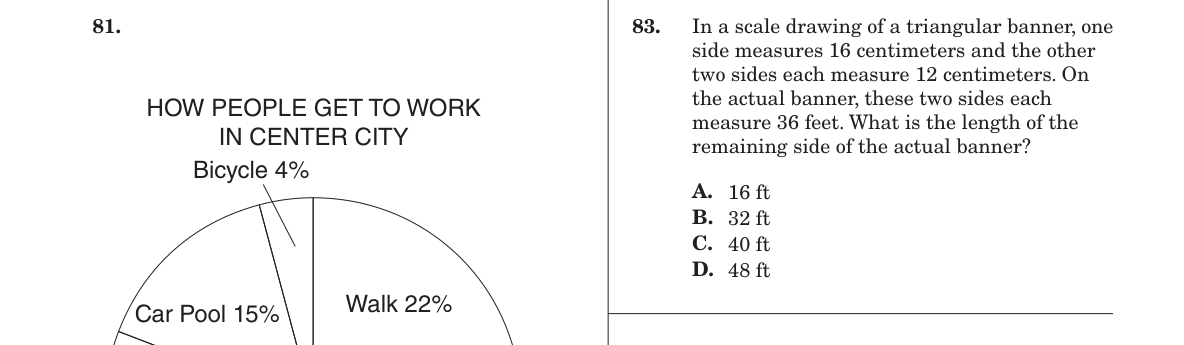 81.
HOW PEOPLE GET TO WORK
IN CENTER CITY
Bicycle 4%
Car Pool 15%
Walk 22%
83. In a scale drawing of a triangular banner, one
side measures 16 centimeters and the other
two sides each measure 12 centimeters. On
the actual banner, these two sides each
measure 36 feet. What is the length of the
remaining side of the actual banner?
A. 16 ft
B. 32 ft
C. 40 ft
D. 48 ft